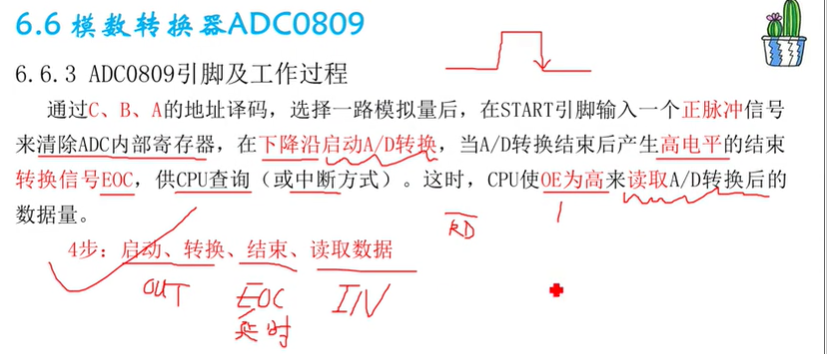 6.6 模数转换器ADC0809
6.6.3 ADC0809引脚及工作过程
通过C、B、A的地址译码，选择一路模拟量后，在START引脚输入一个正脉冲信号
来清除ADC内部寄存器，在下降沿启动A/D转换，当A/D转换结束后产生高电平的结束
转换信号EOC，供CPU查询（或中断方式）。这时，CPU使OE为高来读取A/D转换后的
数据量。
RD 1
4步：启动、转换、结束、读取数据
OUT EOC IN
延时